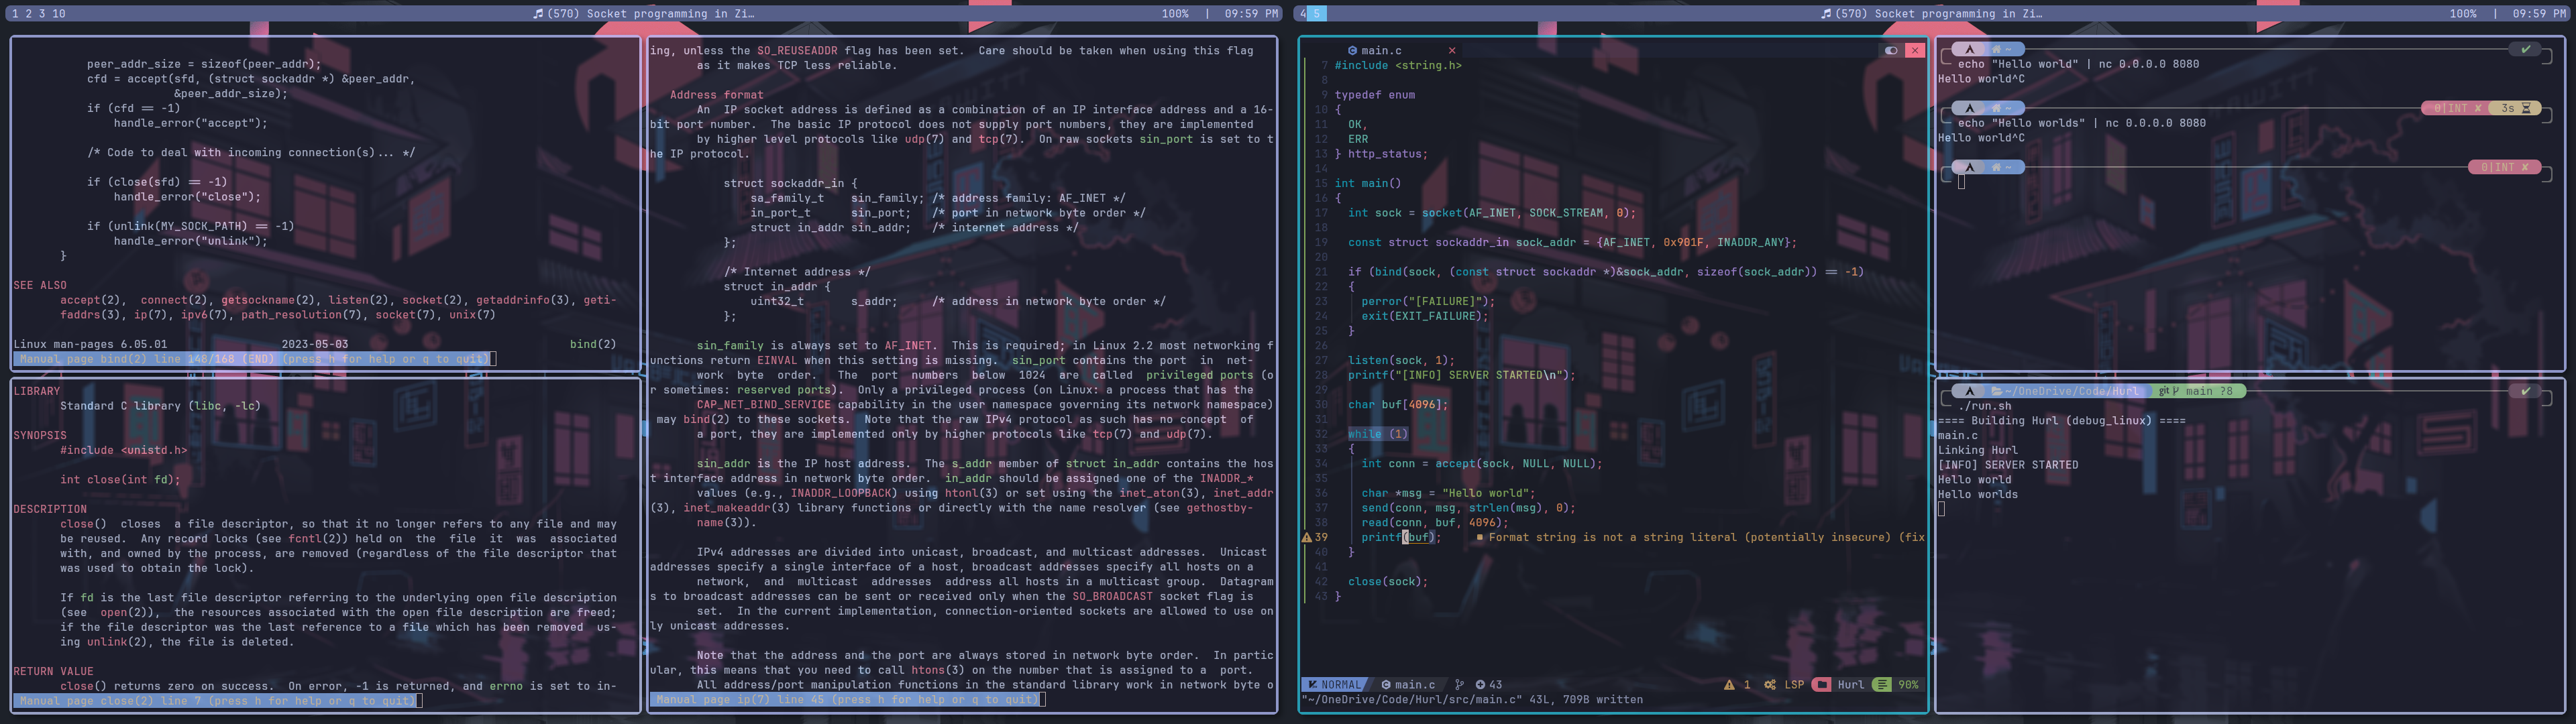 1 2 3 10
(570) Socket programming in Zi…
100% | 09:59 PM
peer_addr_size = sizeof(peer_addr);
cfd = accept(sfd, (struct sockaddr *) &peer_addr,
&peer_addr_size);
if (cfd == -1)
handle_error("accept");
/* Code to deal with incoming connection(s)... */
if (close(sfd) == -1)
handle_error("close");
if (unlink(MY_SOCK_PATH) == -1)
handle_error("unlink");
}
SEE ALSO
accept(2), connect(2), getsockname(2), listen(2), socket(2), getaddrinfo(3), geti-
faddrs(3), ip(7), ipv6(7), path_resolution(7), socket(7), unix(7)
Linux man-pages 6.05.01 2023-05-03 bind(2)
Manual page bind(2) line 148/168 (END) (press h for help or q to quit)
LIBRARY
Standard C library (libc, -lc)
SYNOPSIS
#include <unistd.h>
int close(int fd);
DESCRIPTION
close() closes a file descriptor, so that it no longer refers to any file and may
be reused. Any record locks (see fcntl(2)) held on the file it was associated
with, and owned by the process, are removed (regardless of the file descriptor that
was used to obtain the lock).
If fd is the last file descriptor referring to the underlying open file description
(see open(2)), the resources associated with the open file description are freed;
if the file descriptor was the last reference to a file which has been removed us-
ing unlink(2), the file is deleted.
RETURN VALUE
close() returns zero on success. On error, -1 is returned, and errno is set to in-
Manual page close(2) line 7 (press h for help or q to quit)
ing, unless the SO_REUSEADDR flag has been set. Care should be taken when using this flag
as it makes TCP less reliable.
Address format
An IP socket address is defined as a combination of an IP interface address and a 16-
bit port number. The basic IP protocol does not supply port numbers, they are implemented
by higher level protocols like udp(7) and tcp(7). On raw sockets sin_port is set to t
he IP protocol.
struct sockaddr_in {
sa_family_t sin_family; /* address family: AF_INET */
in_port_t sin_port; /* port in network byte order */
struct in_addr sin_addr; /* internet address */
};
/* Internet address */
struct in_addr {
uint32_t s_addr; /* address in network byte order */
};
sin_family is always set to AF_INET. This is required; in Linux 2.2 most networking f
unctions return EINVAL when this setting is missing. sin_port contains the port in net-
work byte order. The port numbers below 1024 are called privileged ports (o
r sometimes: reserved ports). Only a privileged process (on Linux: a process that has the
CAP_NET_BIND_SERVICE capability in the user namespace governing its network namespace)
may bind(2) to these sockets. Note that the raw IPv4 protocol as such has no concept of
a port, they are implemented only by higher protocols like tcp(7) and udp(7).
sin_addr is the IP host address. The s_addr member of struct in_addr contains the hos
t interface address in network byte order. in_addr should be assigned one of the INADDR_*
values (e.g., INADDR_LOOPBACK) using htonl(3) or set using the inet_aton(3), inet_addr
(3), inet_makeaddr(3) library functions or directly with the name resolver (see gethostby-
name(3)).
IPv4 addresses are divided into unicast, broadcast, and multicast addresses. Unicast
addresses specify a single interface of a host, broadcast addresses specify all hosts on a
network, and multicast addresses address all hosts in a multicast group. Datagram
s to broadcast addresses can be sent or received only when the SO_BROADCAST socket flag is
set. In the current implementation, connection-oriented sockets are allowed to use on
ly unicast addresses.
Note that the address and the port are always stored in network byte order. In partic
ular, this means that you need to call htons(3) on the number that is assigned to a port.
All address/port manipulation functions in the standard library work in network byte o
Manual page ip(7) line 45 (press h for help or q to quit)
4 5
(570) Socket programming in Zi…
100% | 09:59 PM
main.c
7 #include <string.h>
8
9 typedef enum
10 {
11 OK,
12 ERR
13 } http_status;
14
15 int main()
16 {
17 int sock = socket(AF_INET, SOCK_STREAM, 0);
18
19 const struct sockaddr_in sock_addr = {AF_INET, 0x901F, INADDR_ANY};
20
21 if (bind(sock, (const struct sockaddr *)&sock_addr, sizeof(sock_addr)) == -1)
22 {
23 perror("[FAILURE]");
24 exit(EXIT_FAILURE);
25 }
26
27 listen(sock, 1);
28 printf("[INFO] SERVER STARTED\n");
29
30 char buf[4096];
31
32 while (1)
33 {
34 int conn = accept(sock, NULL, NULL);
35
36 char *msg = "Hello world";
37 send(conn, msg, strlen(msg), 0);
38 read(conn, buf, 4096);
39 printf(buf); Format string is not a string literal (potentially insecure) (fix
40 }
41
42 close(sock);
43 }
NORMAL main.c 43 1 LSP Hurl 90%
"~/OneDrive/Code/Hurl/src/main.c" 43L, 709B written
~
echo "Hello world" | nc 0.0.0.0 8080
Hello world^C
~ 0|INT ✘ 3s
echo "Hello worlds" | nc 0.0.0.0 8080
Hello world^C
~ 0|INT ✘
~/OneDrive/Code/Hurl git main ?8
./run.sh
==== Building Hurl (debug_linux) ====
main.c
Linking Hurl
[INFO] SERVER STARTED
Hello world
Hello worlds